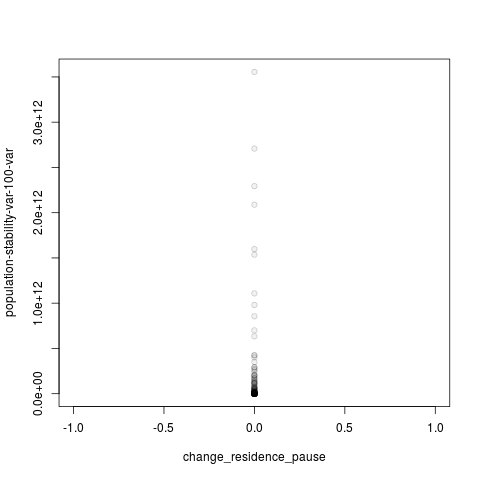 population-stability-var-100-var
3.0e+12
2.0e+12
1.0e+12
0.0e+00
-1.0
-0.5
0.0
0.5
1.0
change_residence_pause